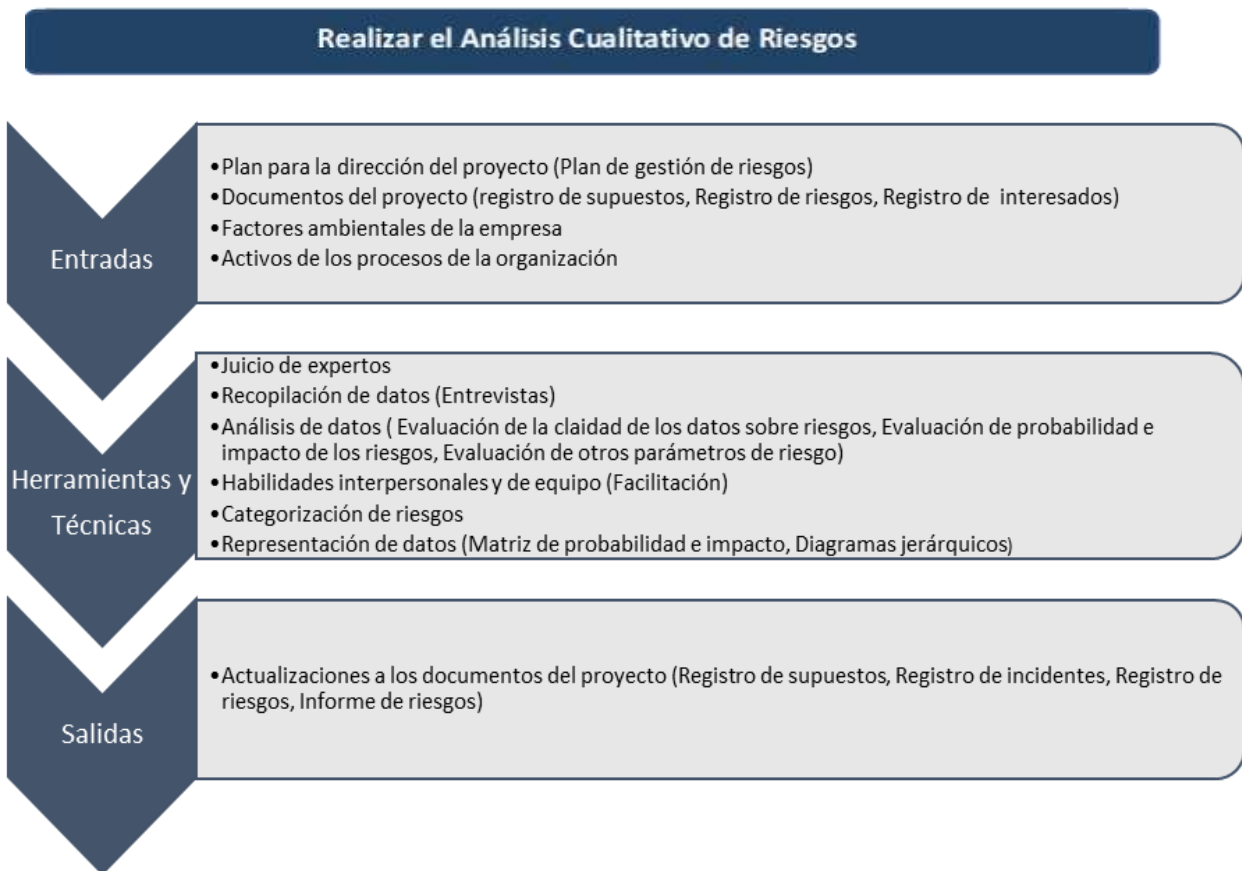 Realizar el Análisis Cualitativo de Riesgos
Entradas
•Plan para la dirección del proyecto (Plan de gestión de riesgos)
•Documentos del proyecto (registro de supuestos, Registro de riesgos, Registro de interesados)
•Factores ambientales de la empresa
•Activos de los procesos de la organización
Herramientas y
Técnicas
•Juicio de expertos
•Recopilación de datos (Entrevistas)
•Análisis de datos ( Evaluación de la claidad de los datos sobre riesgos, Evaluación de probabilidad e
impacto de los riesgos, Evaluación de otros parámetros de riesgo)
•Habilidades interpersonales y de equipo (Facilitación)
•Categorización de riesgos
•Representación de datos (Matriz de probabilidad e impacto, Diagramas jerárquicos)
Salidas
•Actualizaciones a los documentos del proyecto (Registro de supuestos, Registro de incidentes, Registro de
riesgos, Informe de riesgos)